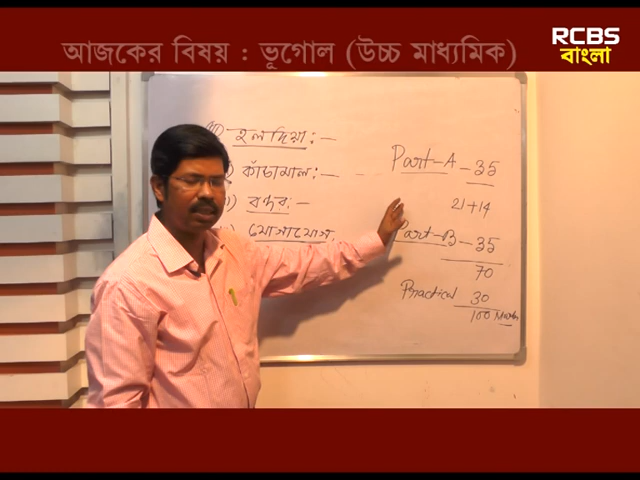 আজকের বিষয় : ভূগোল (উচ্চ মাধ্যমিক)
RCBS
বাংলা
হলদিয়া :-
কাঁচামাল :-
বন্দর :-
যোগাযোগ
Part-A - 35
21+14
Part-B - 35
70
Practical 30
100 Marks